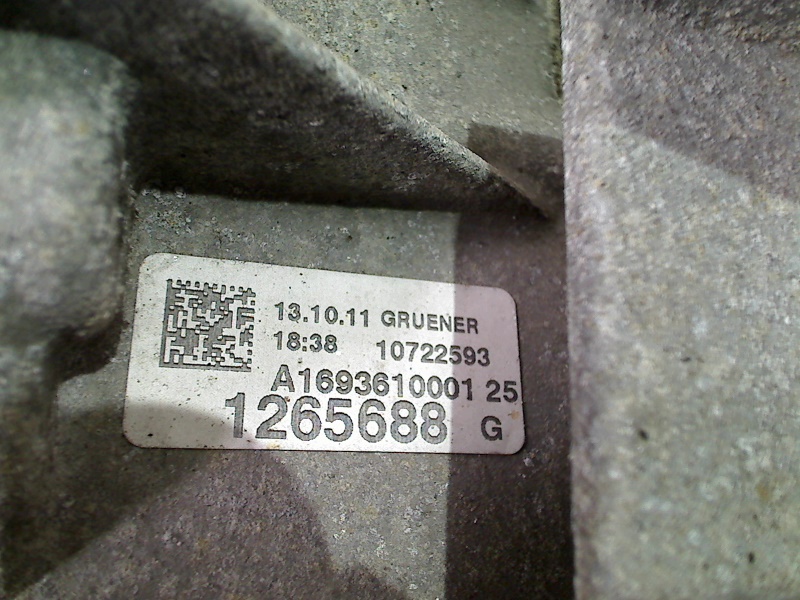 13.10.11 GRUENER
18:38 10722593
A1693610001 25
1265688 G